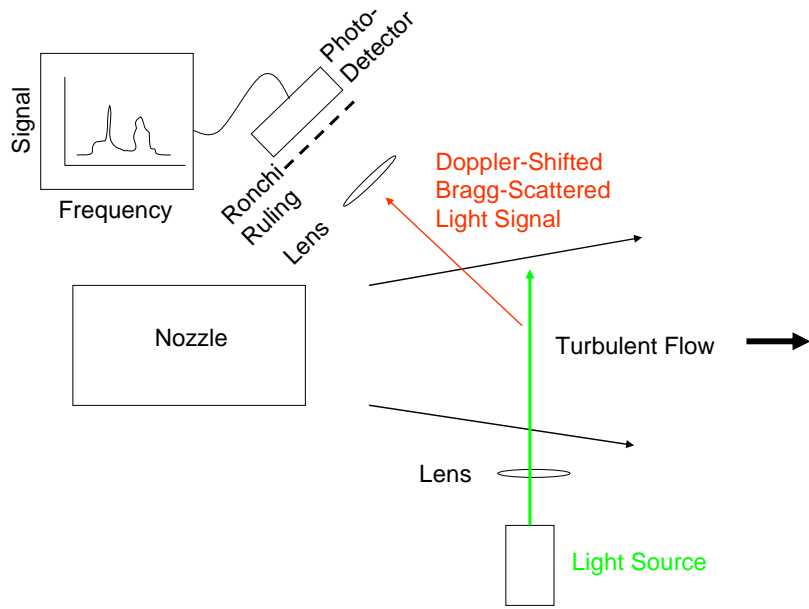 Photo-
Detector
Signal
Frequency
Ronchi
Ruling
Lens
Doppler-Shifted
Bragg-Scattered
Light Signal
Nozzle
Turbulent Flow
Lens
Light Source